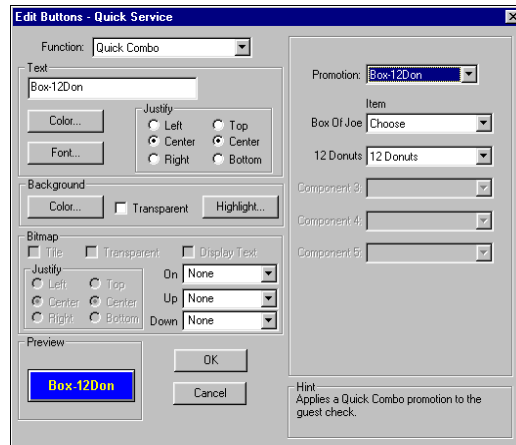 Edit Buttons - Quick Service
Function: Quick Combo
Text
Box-12Don
Color...
Font...
Justify
Left Top
Center Center
Right Bottom
Background
Color... Transparent Highlight...
Bitmap
Tile Transparent Display Text
Justify
Left Top
Center Center
Right Bottom
On None
Up None
Down None
Preview
Box-12Don
OK
Cancel
Promotion: Box-12Don
Item
Box Of Joe Choose
12 Donuts 12 Donuts
Component 3:
Component 4:
Component 5:
Hint
Applies a Quick Combo promotion to the
guest check.